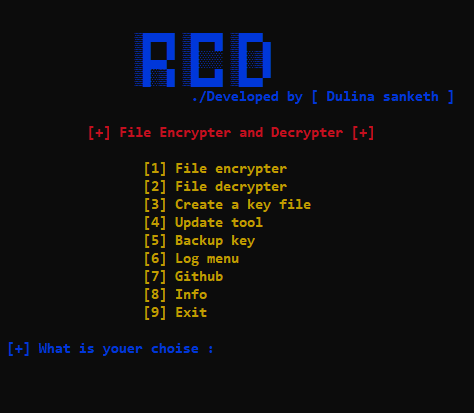 RCD
./Developed by [ Dulina sanketh ]
[+] File Encrypter and Decrypter [+]
[1] File encrypter
[2] File decrypter
[3] Create a key file
[4] Update tool
[5] Backup key
[6] Log menu
[7] Github
[8] Info
[9] Exit
[+] What is youer choise :